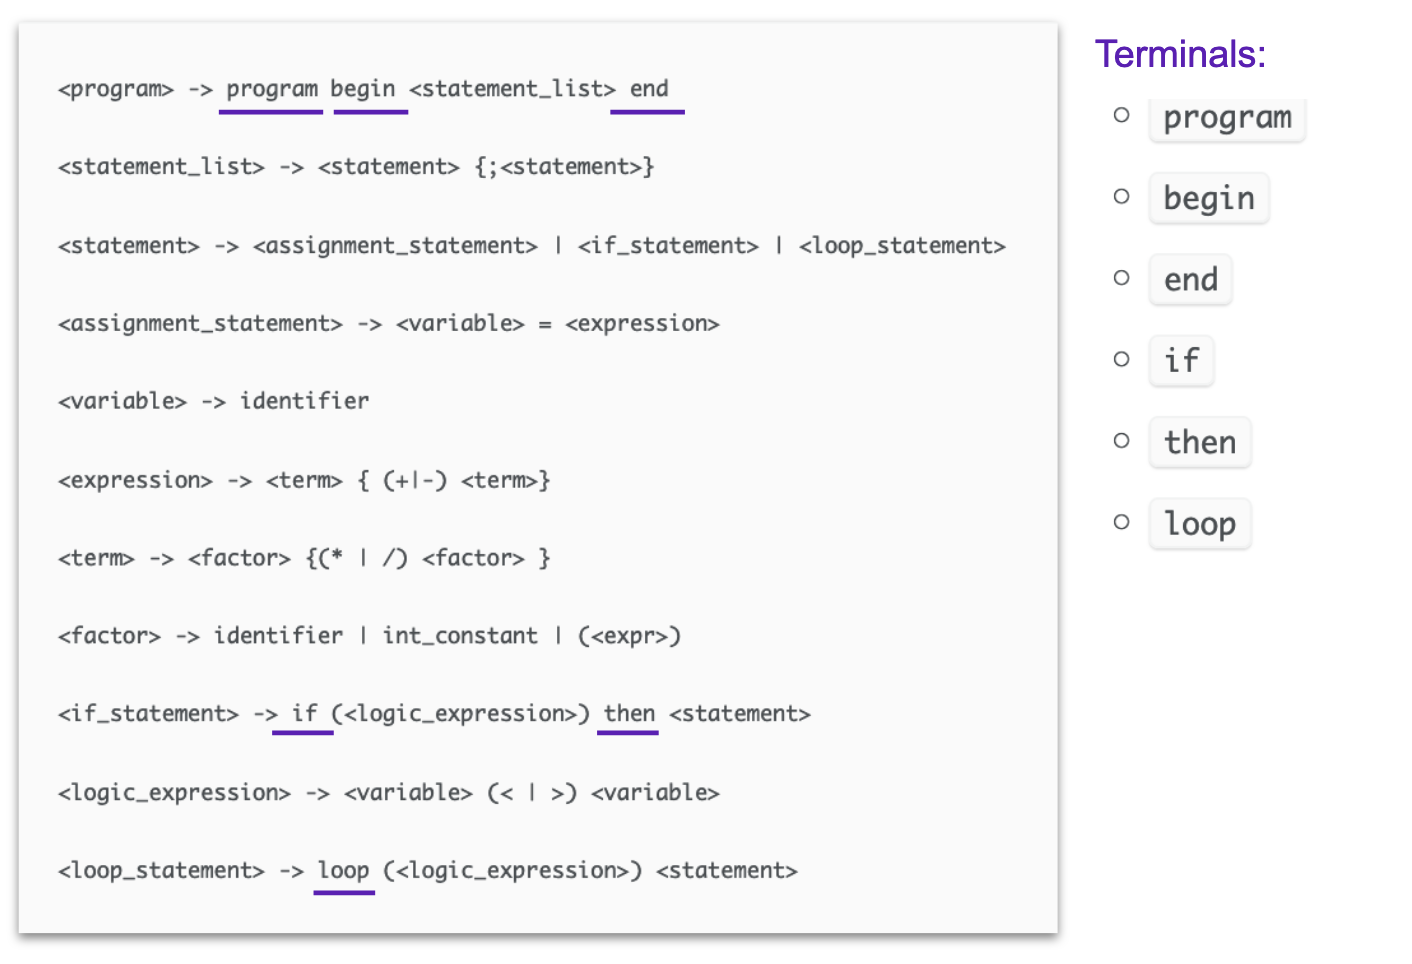 <program> -> program begin <statement_list> end
<statement_list> -> <statement> {;<statement>}
<statement> -> <assignment_statement> | <if_statement> | <loop_statement>
<assignment_statement> -> <variable> = <expression>
<variable> -> identifier
<expression> -> <term> { (+|-) <term>}
<term> -> <factor> {(* | /) <factor> }
<factor> -> identifier | int_constant | (<expr>)
<if_statement> -> if (<logic_expression>) then <statement>
<logic_expression> -> <variable> (< | >) <variable>
<loop_statement> -> loop (<logic_expression>) <statement>
Terminals:
program
begin
end
if
then
loop